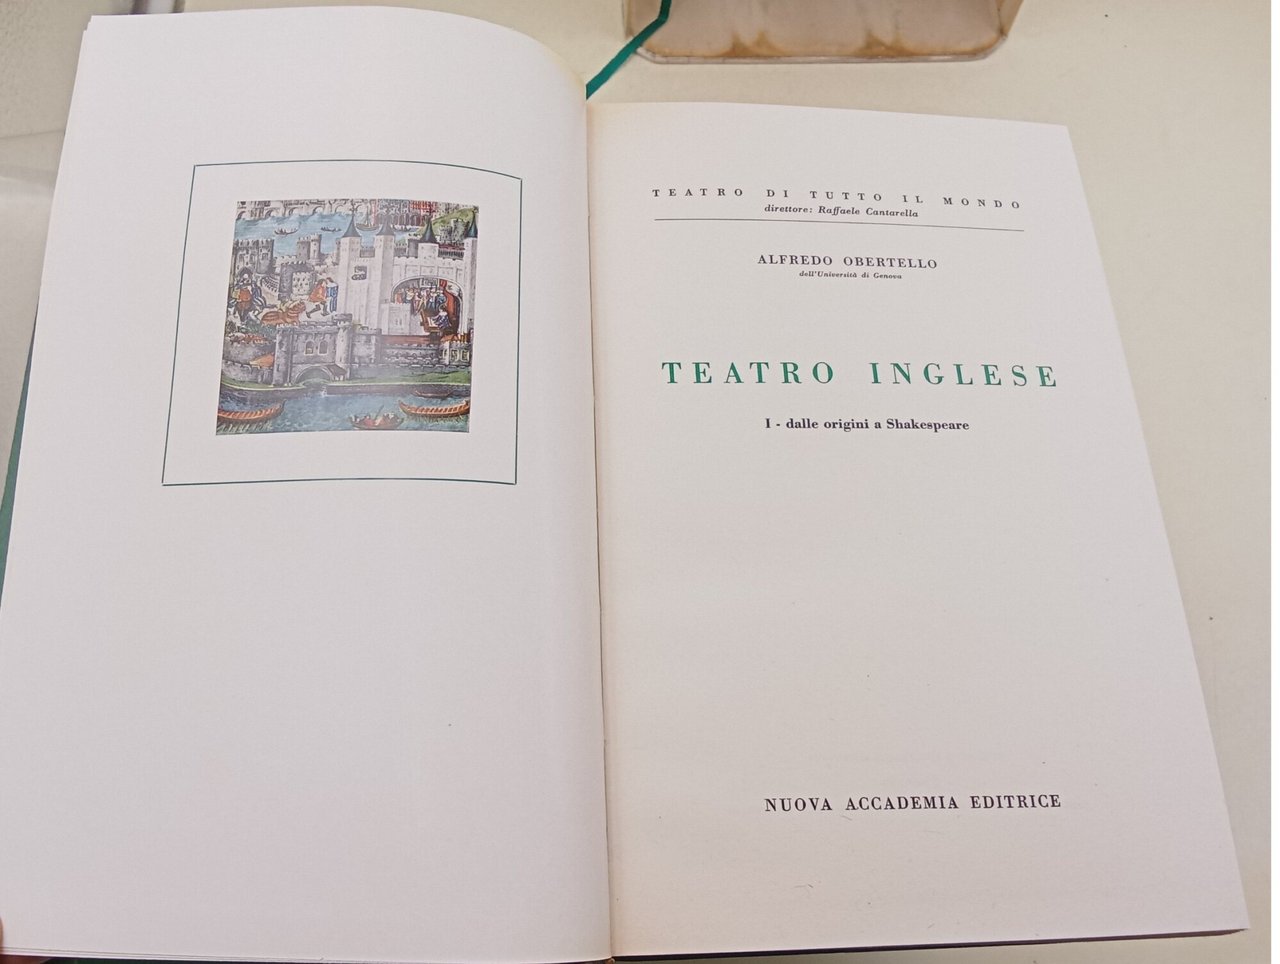 TEATRO DI TUTTO IL MONDO
direttore: Raffaele Cantarella
ALFREDO OBERTELLO
dell'Università di Genova
TEATRO INGLESE
I - dalle origini a Shakespeare
NUOVA ACCADEMIA EDITRICE